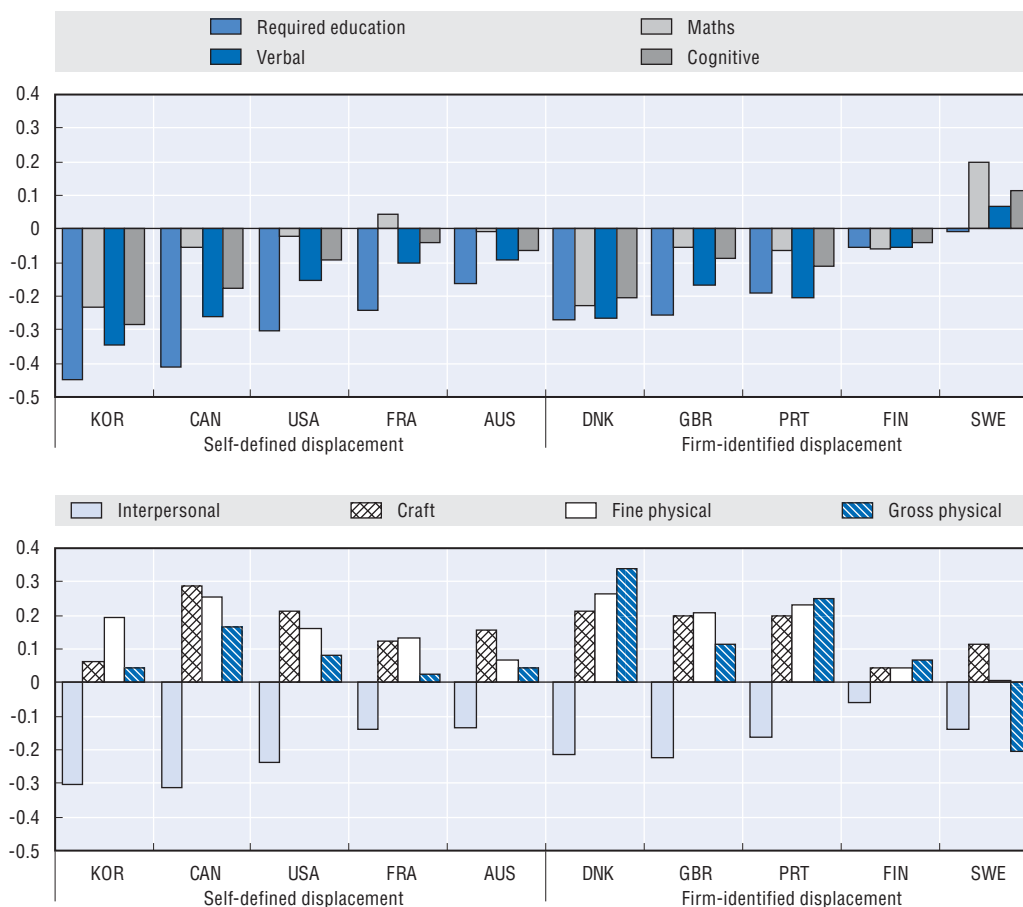 Required education Maths
Verbal Cognitive
0.4
0.3
0.2
0.1
0
-0.1
-0.2
-0.3
-0.4
-0.5
KOR CAN USA FRA AUS DNK GBR PRT FIN SWE
Self-defined displacement Firm-identified displacement
Interpersonal Craft Fine physical Gross physical
0.4
0.3
0.2
0.1
0
-0.1
-0.2
-0.3
-0.4
-0.5
KOR CAN USA FRA AUS DNK GBR PRT FIN SWE
Self-defined displacement Firm-identified displacement